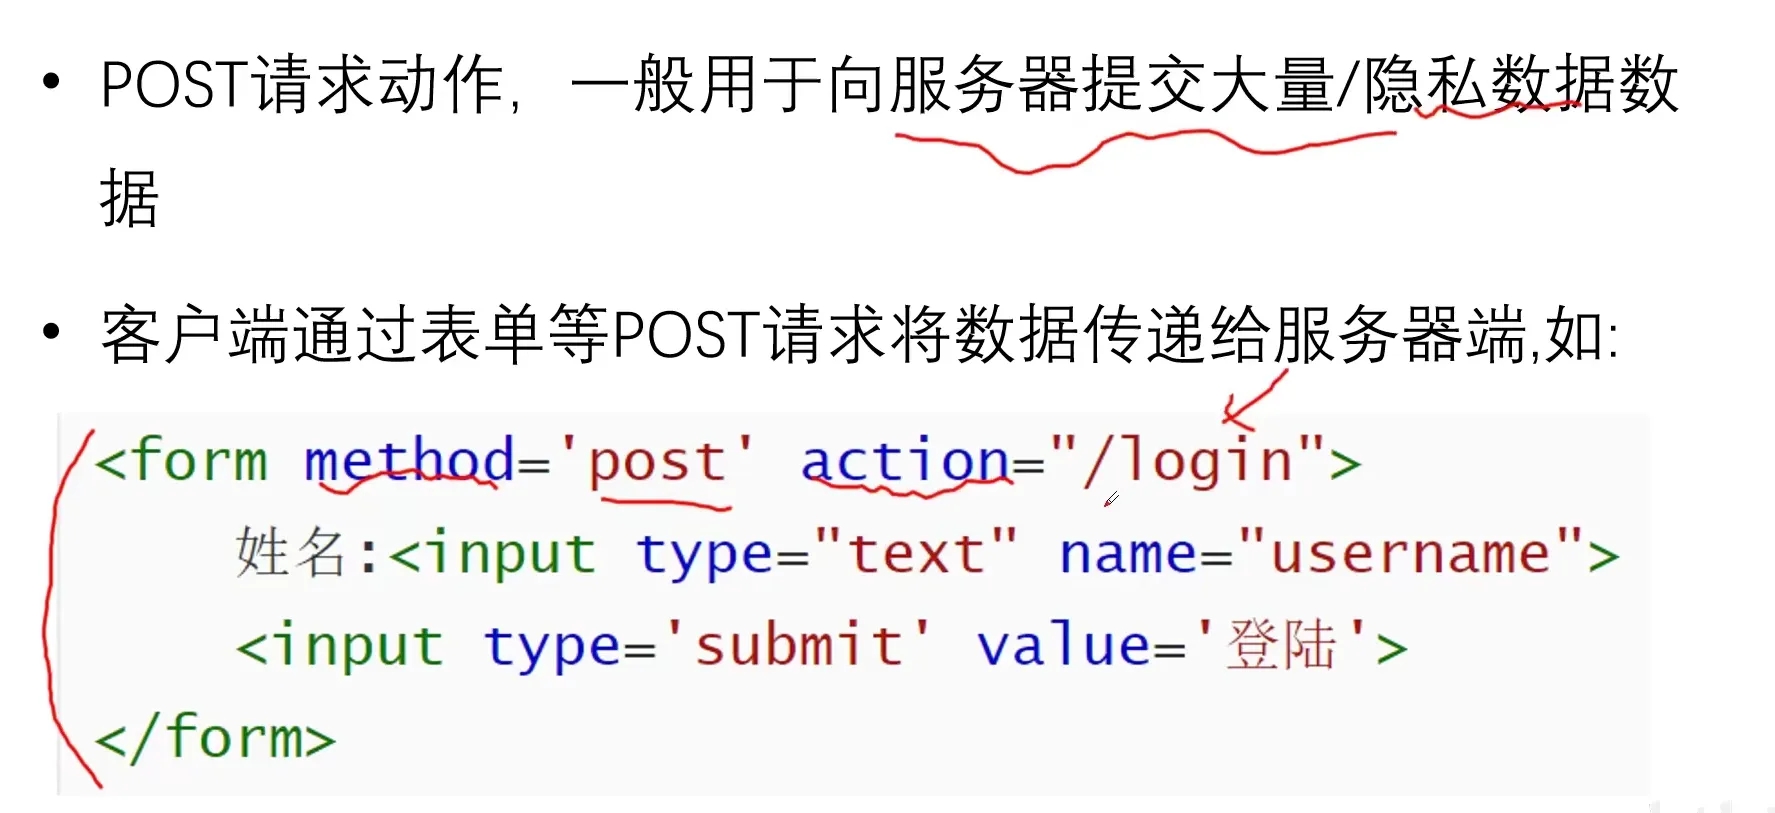 • POST请求动作，一般用于向服务器提交大量/隐私数据数
据
• 客户端通过表单等POST请求将数据传递给服务器端,如:
<form method='post' action="/login">
姓名:<input type="text" name="username">
<input type='submit' value='登陆'>
</form>